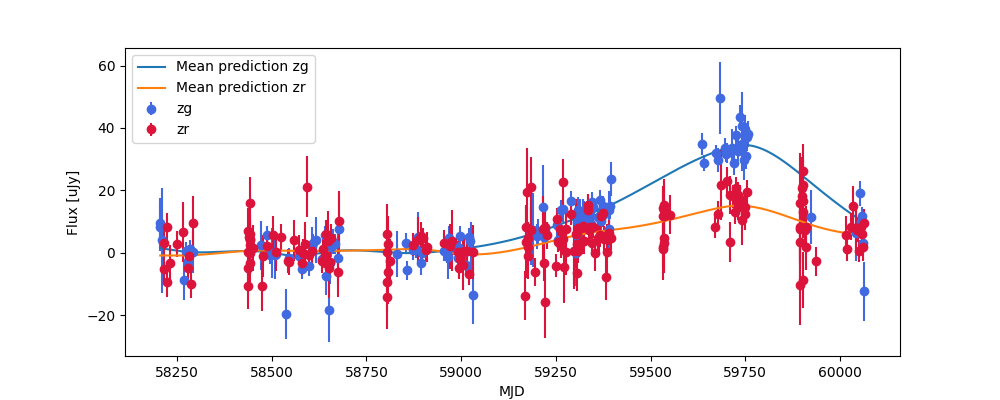 Mean prediction zg
Mean prediction zr
zg
zr
Flux [uJy]
60
40
20
0
−20
58250 58500 58750 59000 59250 59500 59750 60000
MJD